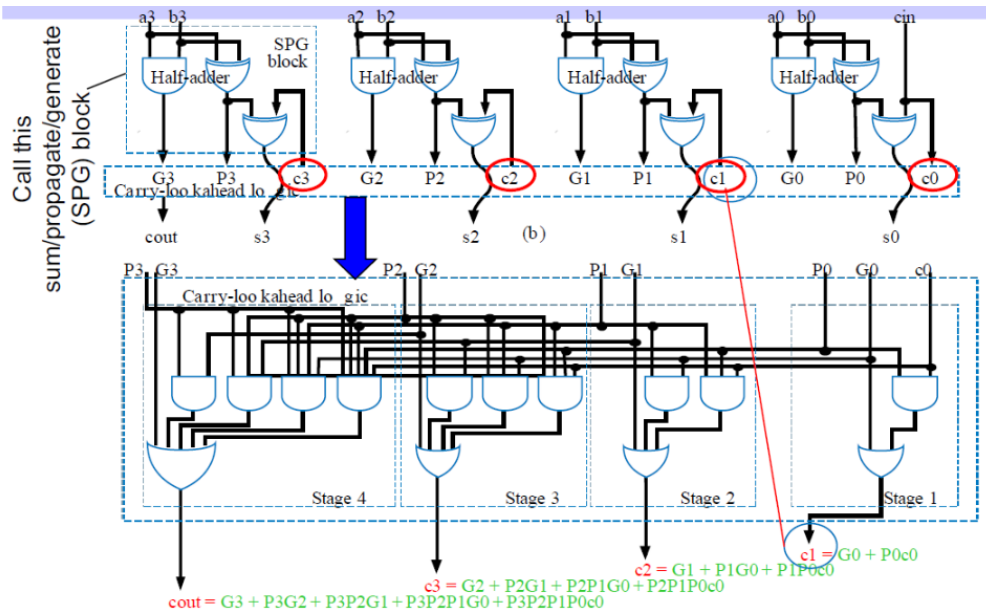 a3 b3 a2 b2 a1 b1 a0 b0 cin
SPG
block
Half-adder Half-adder Half-adder Half-adder
Call this
sum/propagate/generate
(SPG) block
G3 P3 c3 G2 P2 c2 G1 P1 c1 G0 P0 c0
Carry-loo kahead lo gic
cout s3 s2 (b) s1 s0
P3 G3 P2 G2 P1 G1 P0 G0 c0
Carry-loo kahead lo gic
Stage 4 Stage 3 Stage 2 Stage 1
c1 = G0 + P0c0
c2 = G1 + P1G0 + P1P0c0
c3 = G2 + P2G1 + P2P1G0 + P2P1P0c0
cout = G3 + P3G2 + P3P2G1 + P3P2P1G0 + P3P2P1P0c0